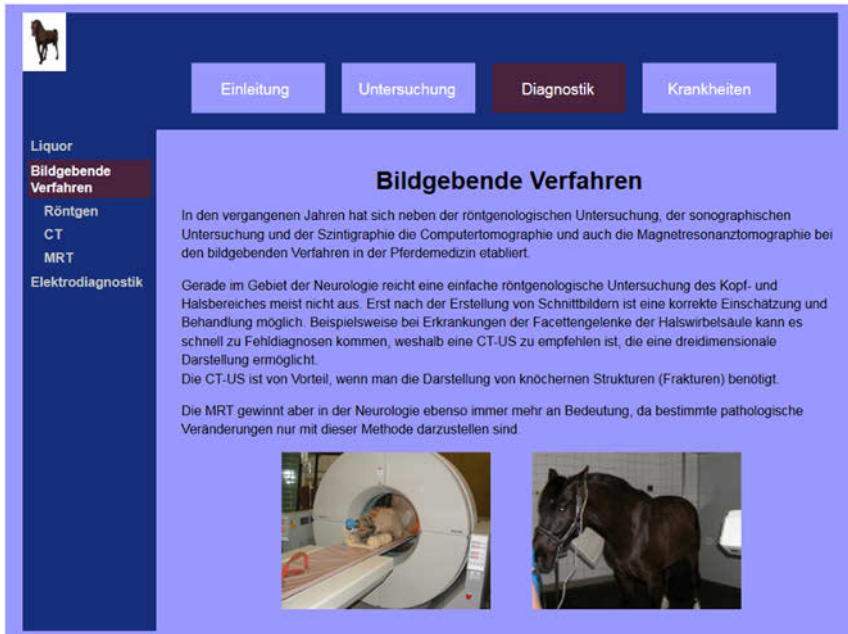 Einleitung
Untersuchung
Diagnostik
Krankheiten
Liquor
Bildgebende
Verfahren
Röntgen
CT
MRT
Elektrodiagnostik
Bildgebende Verfahren
In den vergangenen Jahren hat sich neben der röntgenologischen Untersuchung, der sonographischen
Untersuchung und der Szintigraphie die Computertomographie und auch die Magnetresonanztomographie bei
den bildgebenden Verfahren in der Pferdemedizin etabliert.
Gerade im Gebiet der Neurologie reicht eine einfache röntgenologische Untersuchung des Kopf- und
Halsbereiches meist nicht aus. Erst nach der Erstellung von Schnittbildern ist eine korrekte Einschätzung und
Behandlung möglich. Beispielsweise bei Erkrankungen der Facettengelenke der Halswirbelsäule kann es
schnell zu Fehldiagnosen kommen, weshalb eine CT-US zu empfehlen ist, die eine dreidimensionale
Darstellung ermöglicht.
Die CT-US ist von Vorteil, wenn man die Darstellung von knöchernen Strukturen (Frakturen) benötigt.
Die MRT gewinnt aber in der Neurologie ebenso immer mehr an Bedeutung, da bestimmte pathologische
Veränderungen nur mit dieser Methode darzustellen sind.